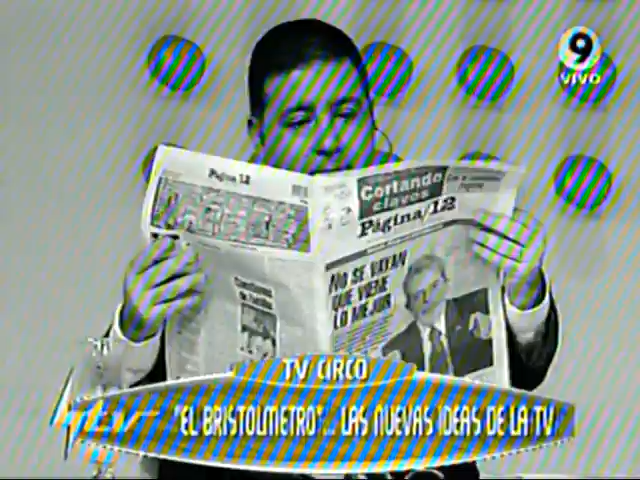 9
VIVO
Página 12
Cortando
clavos
Página/12
NO SE VAYAN
QUE VIENE
LO MEJOR
TV CIRCO
"EL BRISTOLMETRO"... LAS NUEVAS IDEAS DE LA TV